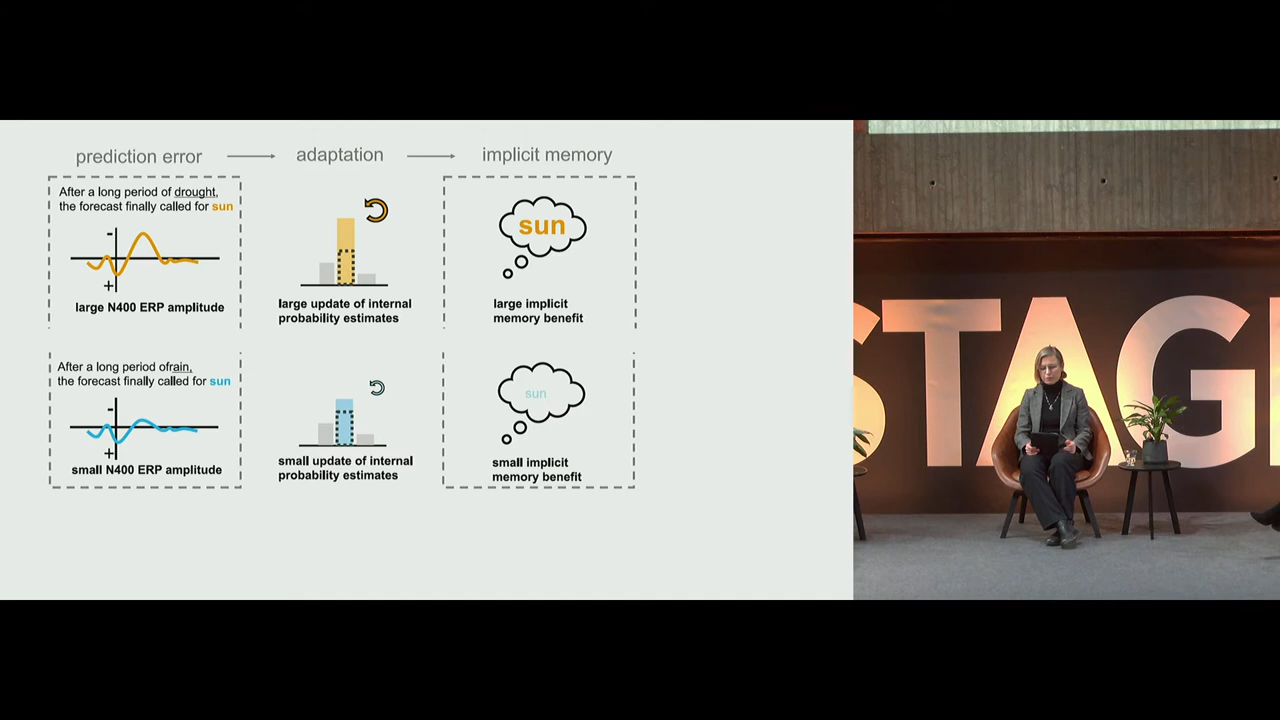 prediction error
adaptation
implicit memory
After a long period of drought,
the forecast finally called for sun
-
+
large N400 ERP amplitude
large update of internal
probability estimates
sun
large implicit
memory benefit
After a long period ofrain,
the forecast finally called for sun
-
+
small N400 ERP amplitude
small update of internal
probability estimates
sun
small implicit
memory benefit
STAG